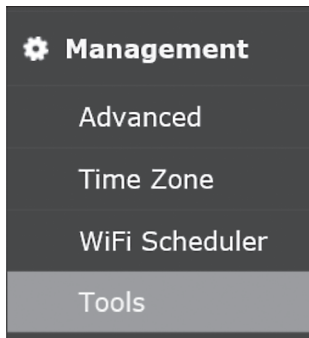 Management
Advanced
Time Zone
WiFi Scheduler
Tools